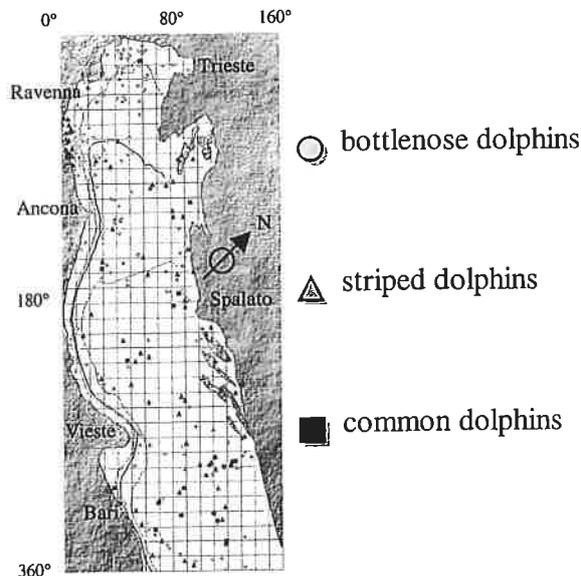 0° 80° 160°
Trieste
Ravenna
bottlenose dolphins
Ancona
N
striped dolphins
180°
Spalato
common dolphins
Vieste
Bari
360°